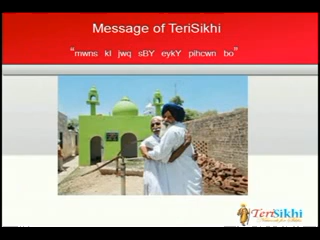 Message of TeriSikhi
“mwns kI jwq sBY eykY pihcwn bo”
TeriSikhi